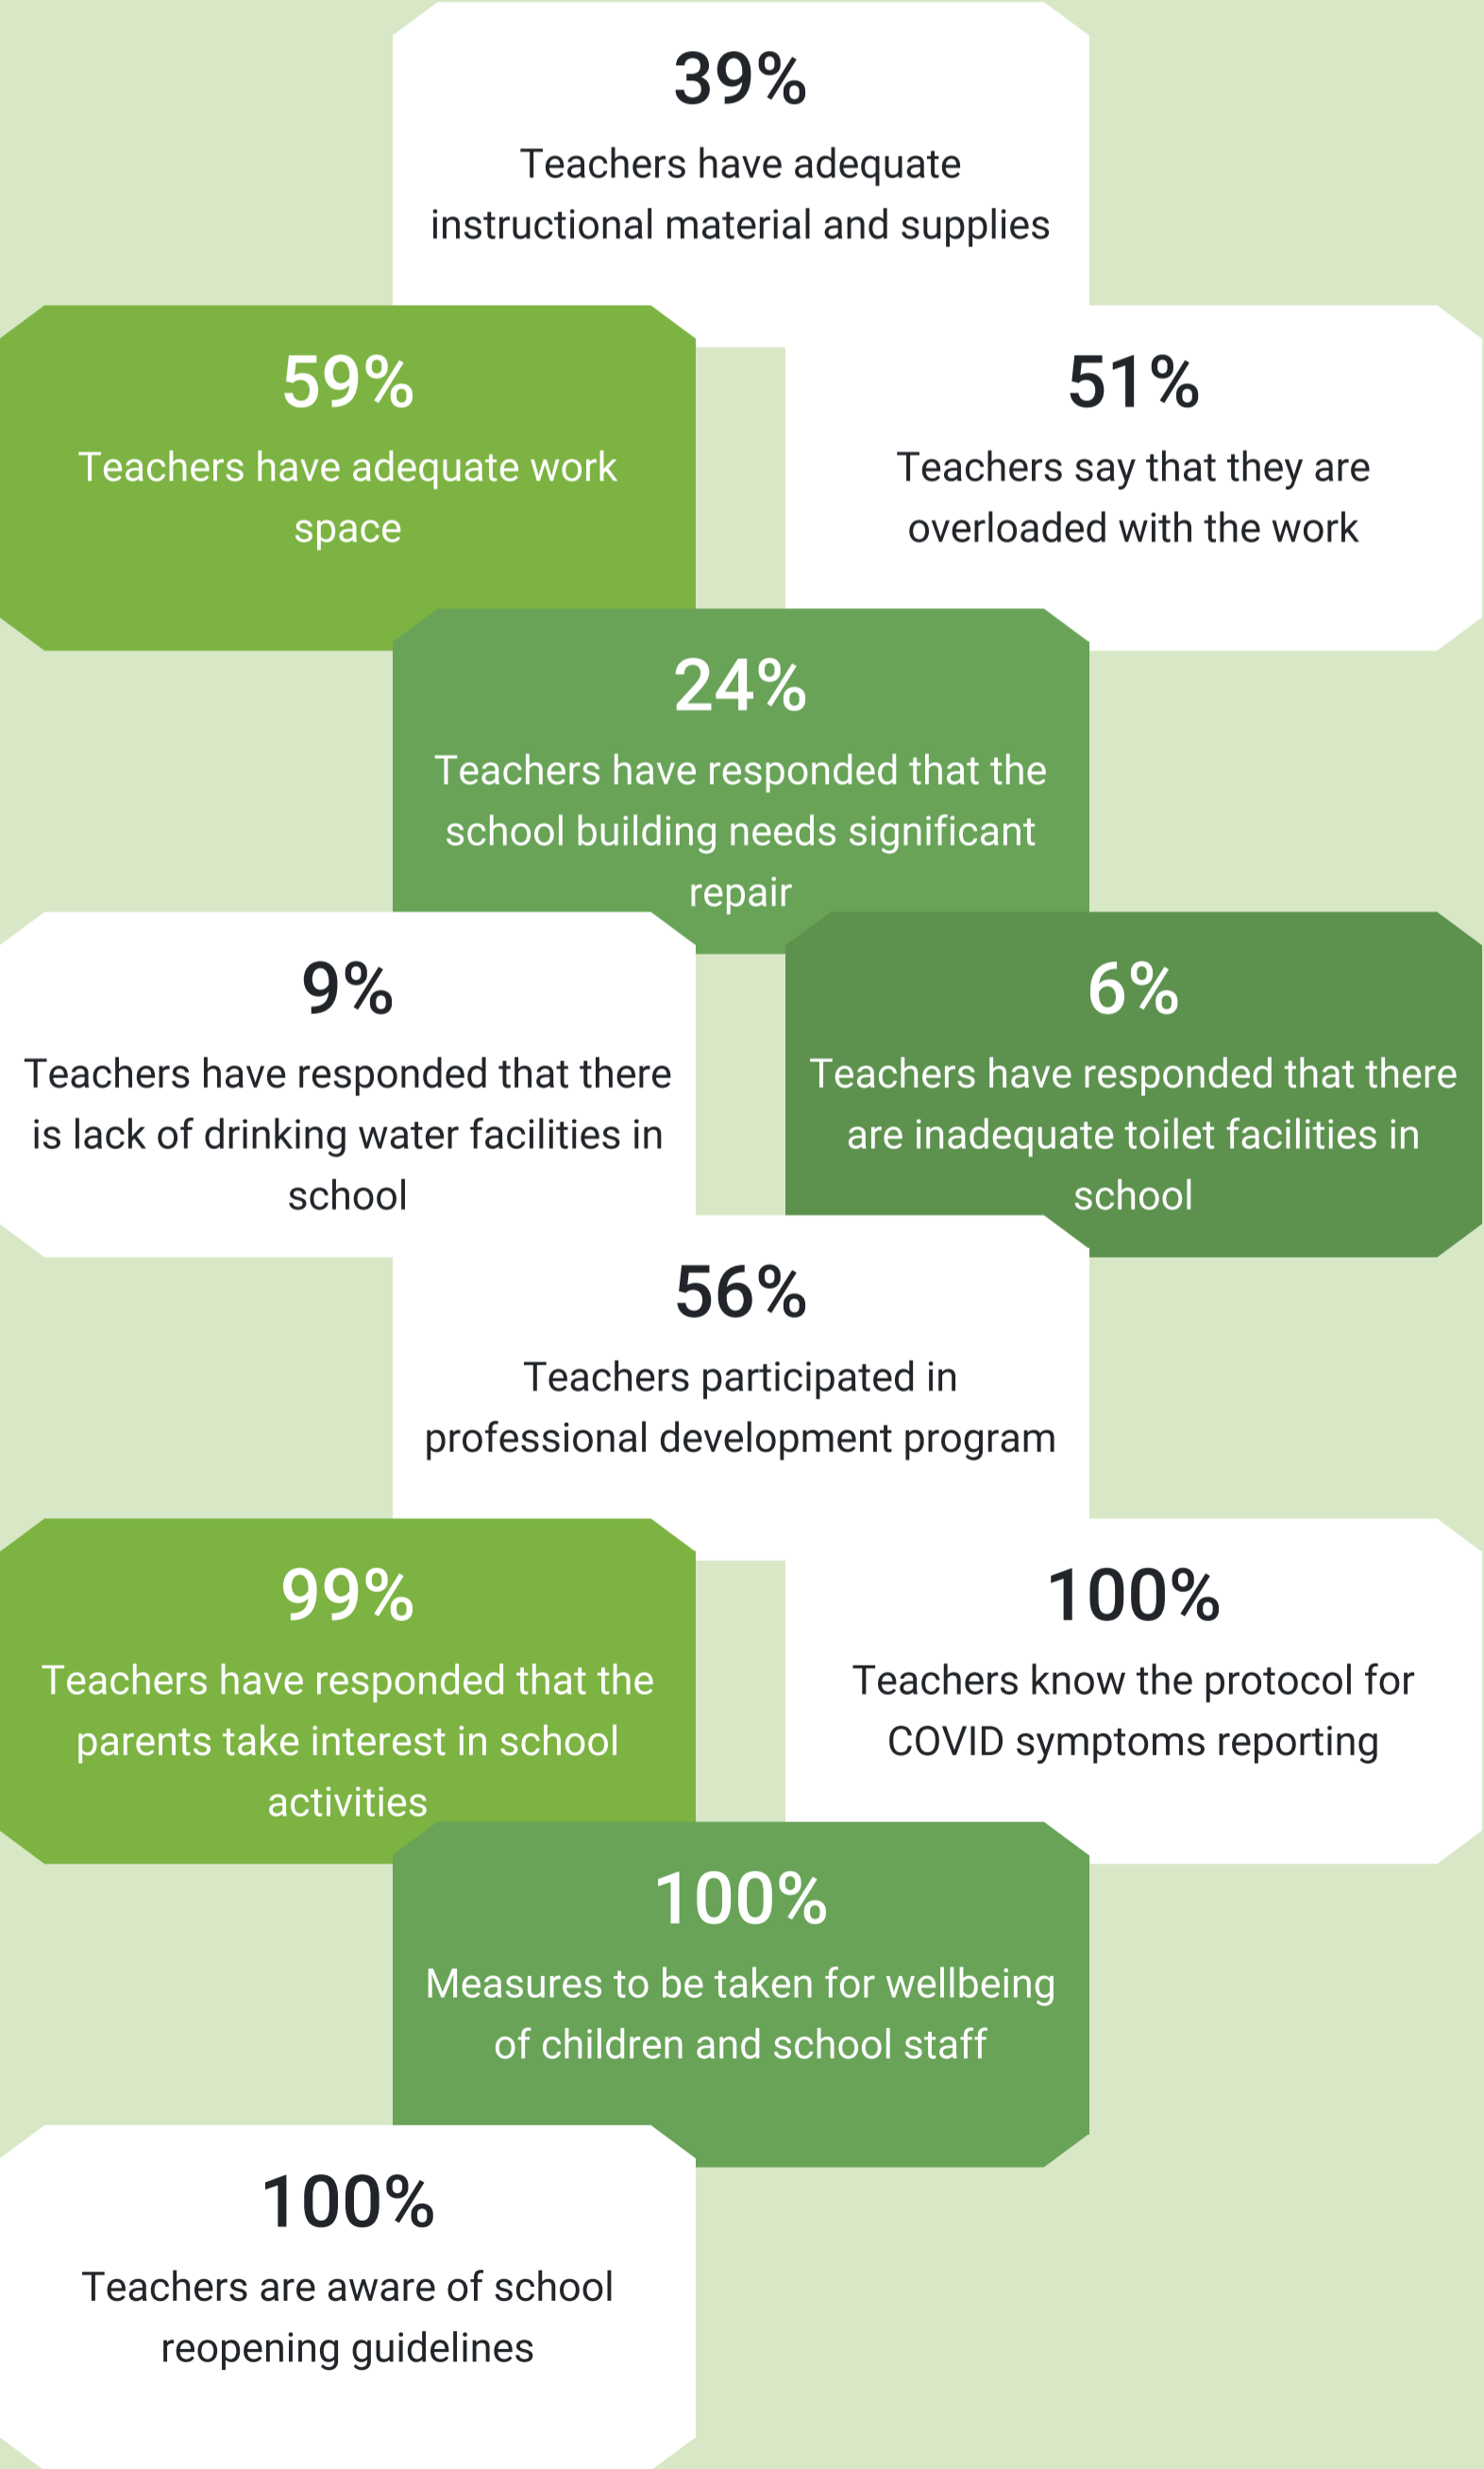 39%
Teachers have adequate
instructional material and supplies
59%
Teachers have adequate work
space
51%
Teachers say that they are
overloaded with the work
24%
Teachers have responded that the
school building needs significant
repair
9%
Teachers have responded that there
is lack of drinking water facilities in
school
6%
Teachers have responded that there
are inadequate toilet facilities in
school
56%
Teachers participated in
professional development program
99%
Teachers have responded that the
parents take interest in school
activities
100%
Teachers know the protocol for
COVID symptoms reporting
100%
Measures to be taken for wellbeing
of children and school staff
100%
Teachers are aware of school
reopening guidelines